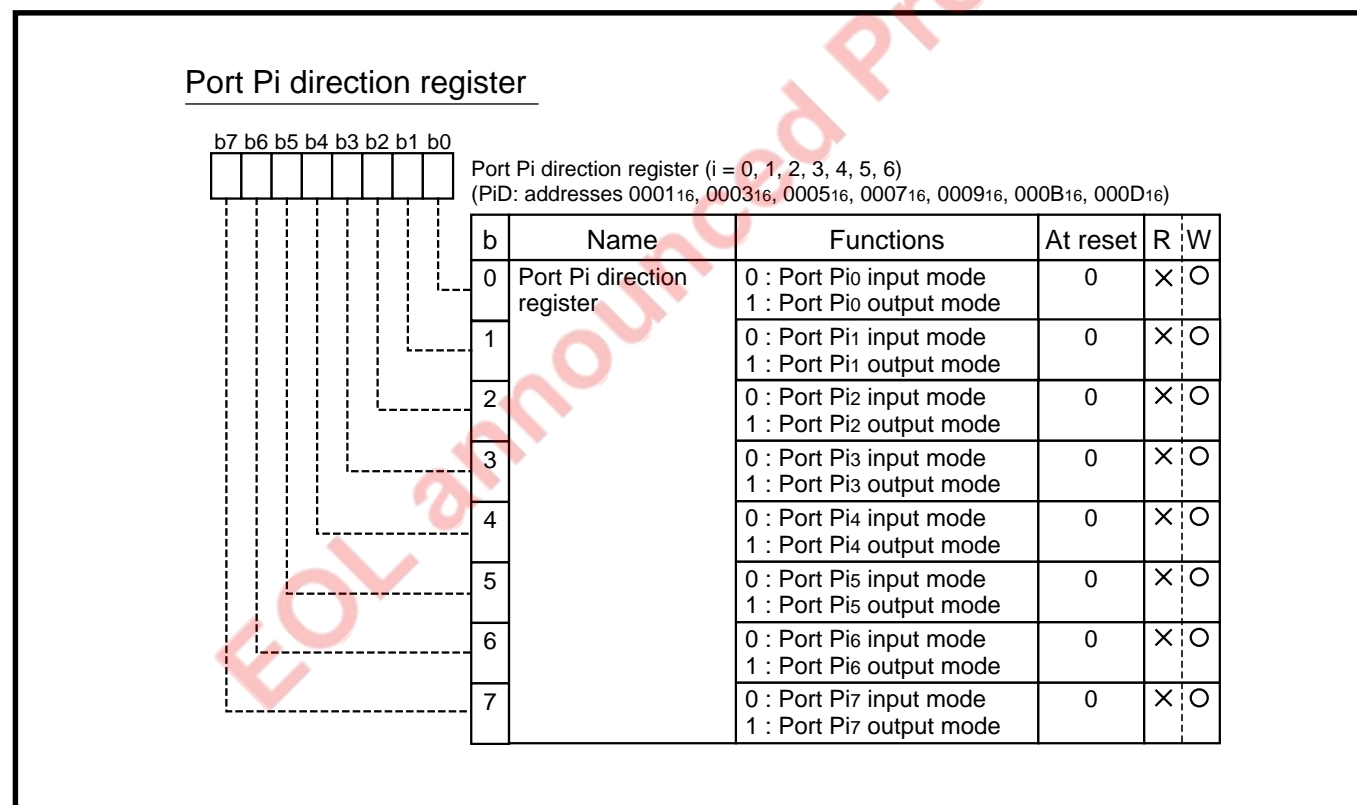 Port Pi direction register
b7 b6 b5 b4 b3 b2 b1 b0
Port Pi direction register (i = 0, 1, 2, 3, 4, 5, 6)
(PiD: addresses 000116, 000316, 000516, 000716, 000916, 000B16, 000D16)
b Name Functions At reset R W
0 Port Pi direction register 0 : Port Pi0 input mode 0 × O
1 : Port Pi0 output mode
1 0 : Port Pi1 input mode 0 × O
1 : Port Pi1 output mode
2 0 : Port Pi2 input mode 0 × O
1 : Port Pi2 output mode
3 0 : Port Pi3 input mode 0 × O
1 : Port Pi3 output mode
4 0 : Port Pi4 input mode 0 × O
1 : Port Pi4 output mode
5 0 : Port Pi5 input mode 0 × O
1 : Port Pi5 output mode
6 0 : Port Pi6 input mode 0 × O
1 : Port Pi6 output mode
7 0 : Port Pi7 input mode 0 × O
1 : Port Pi7 output mode
EOL announced